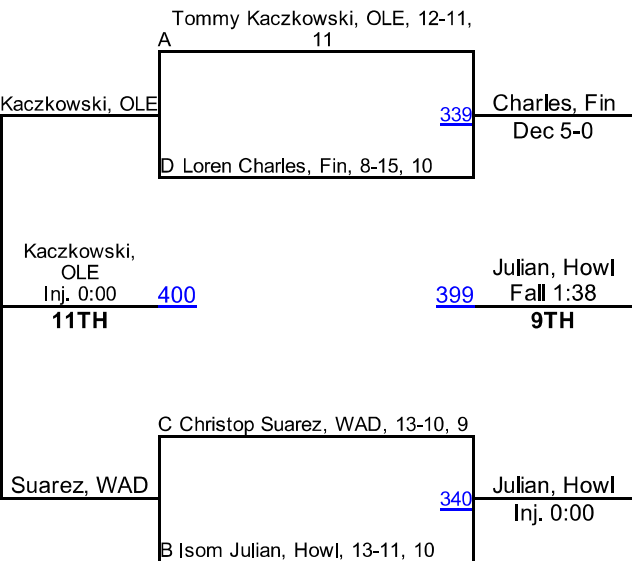 Tommy Kaczkowski, OLE, 12-11,
A 11
Kaczkowski, OLE
339
Charles, Fin
Dec 5-0
D Loren Charles, Fin, 8-15, 10
Kaczkowski,
OLE
Inj. 0:00
11TH
400
399
Julian, Howl
Fall 1:38
9TH
C Christop Suarez, WAD, 13-10, 9
Suarez, WAD
340
Julian, Howl
Inj. 0:00
B Isom Julian, Howl, 13-11, 10